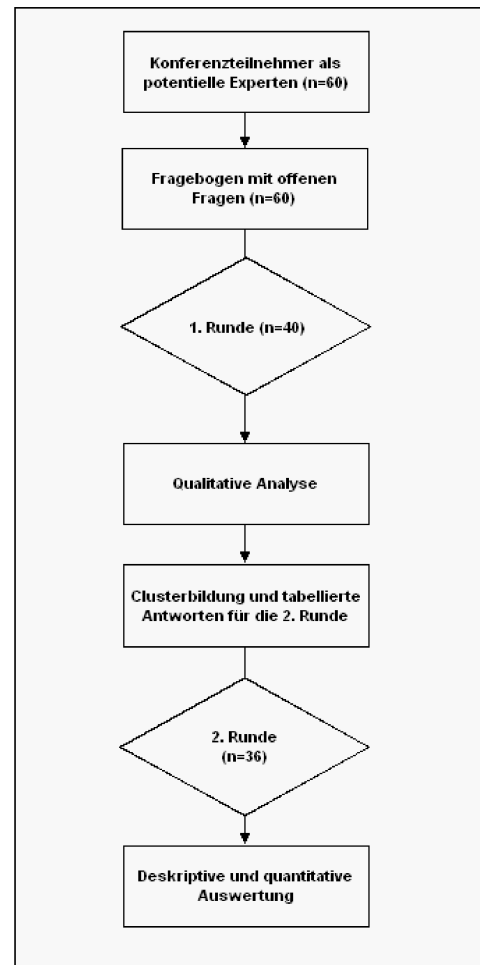 Konferenzteilnehmer als
potentielle Experten (n=60)
Fragebogen mit offenen
Fragen (n=60)
1. Runde (n=40)
Qualitative Analyse
Clusterbildung und tabellierte
Antworten für die 2. Runde
2. Runde
(n=36)
Deskriptive und quantitative
Auswertung